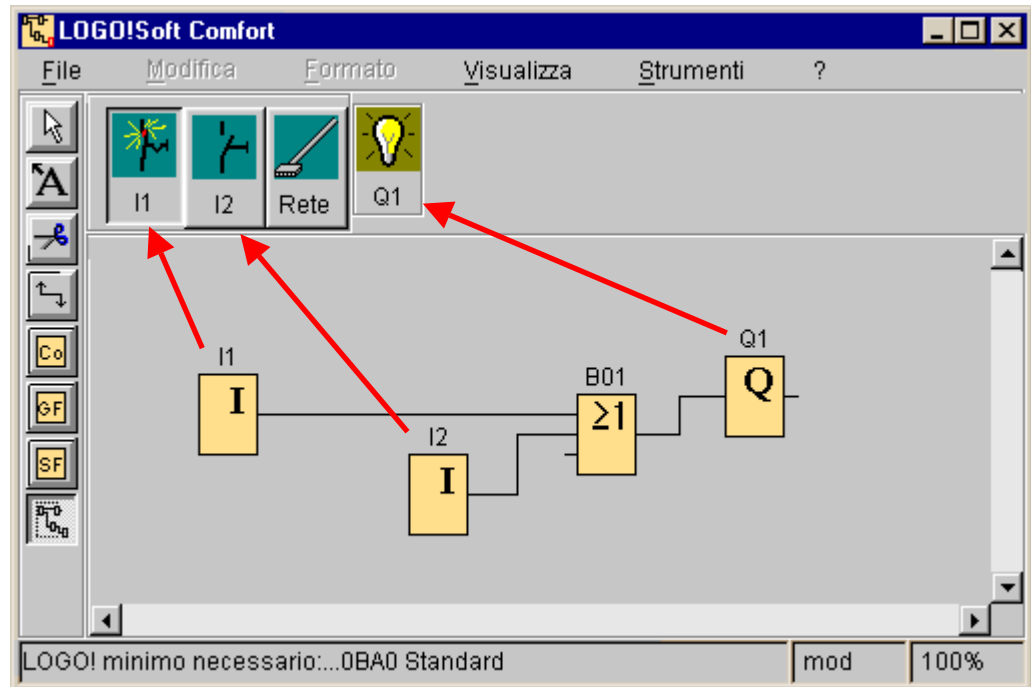 LOGO!Soft Comfort
File Modifica Formato Visualizza Strumenti ?
I1 I2 Rete Q1
A
Co
GF
SF
I1
I
I2
I
B01
≥1
Q1
Q
LOGO! minimo necessario:...0BA0 Standard mod 100%